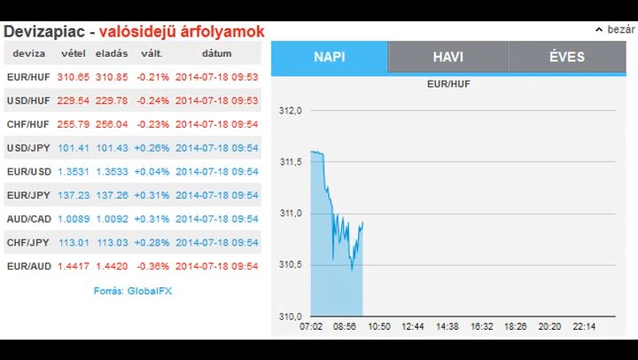 Devizapiac - valósidejű árfolyamok
bezár
deviza vétel eladás vált. dátum
EUR/HUF 310.65 310.85 -0.21% 2014-07-18 09:53
USD/HUF 229.54 229.78 -0.24% 2014-07-18 09:53
CHF/HUF 255.79 256.04 -0.23% 2014-07-18 09:54
USD/JPY 101.41 101.43 +0.26% 2014-07-18 09:54
EUR/USD 1.3531 1.3533 +0.04% 2014-07-18 09:54
EUR/JPY 137.23 137.26 +0.31% 2014-07-18 09:54
AUD/CAD 1.0089 1.0092 +0.31% 2014-07-18 09:54
CHF/JPY 113.01 113.03 +0.28% 2014-07-18 09:54
EUR/AUD 1.4417 1.4420 -0.36% 2014-07-18 09:54
Forrás: GlobalFX
NAPI HAVI ÉVES
EUR/HUF
312,0
311,5
311,0
310,5
310,0
07:02 08:56 10:50 12:44 14:38 16:32 18:26 20:20 22:14